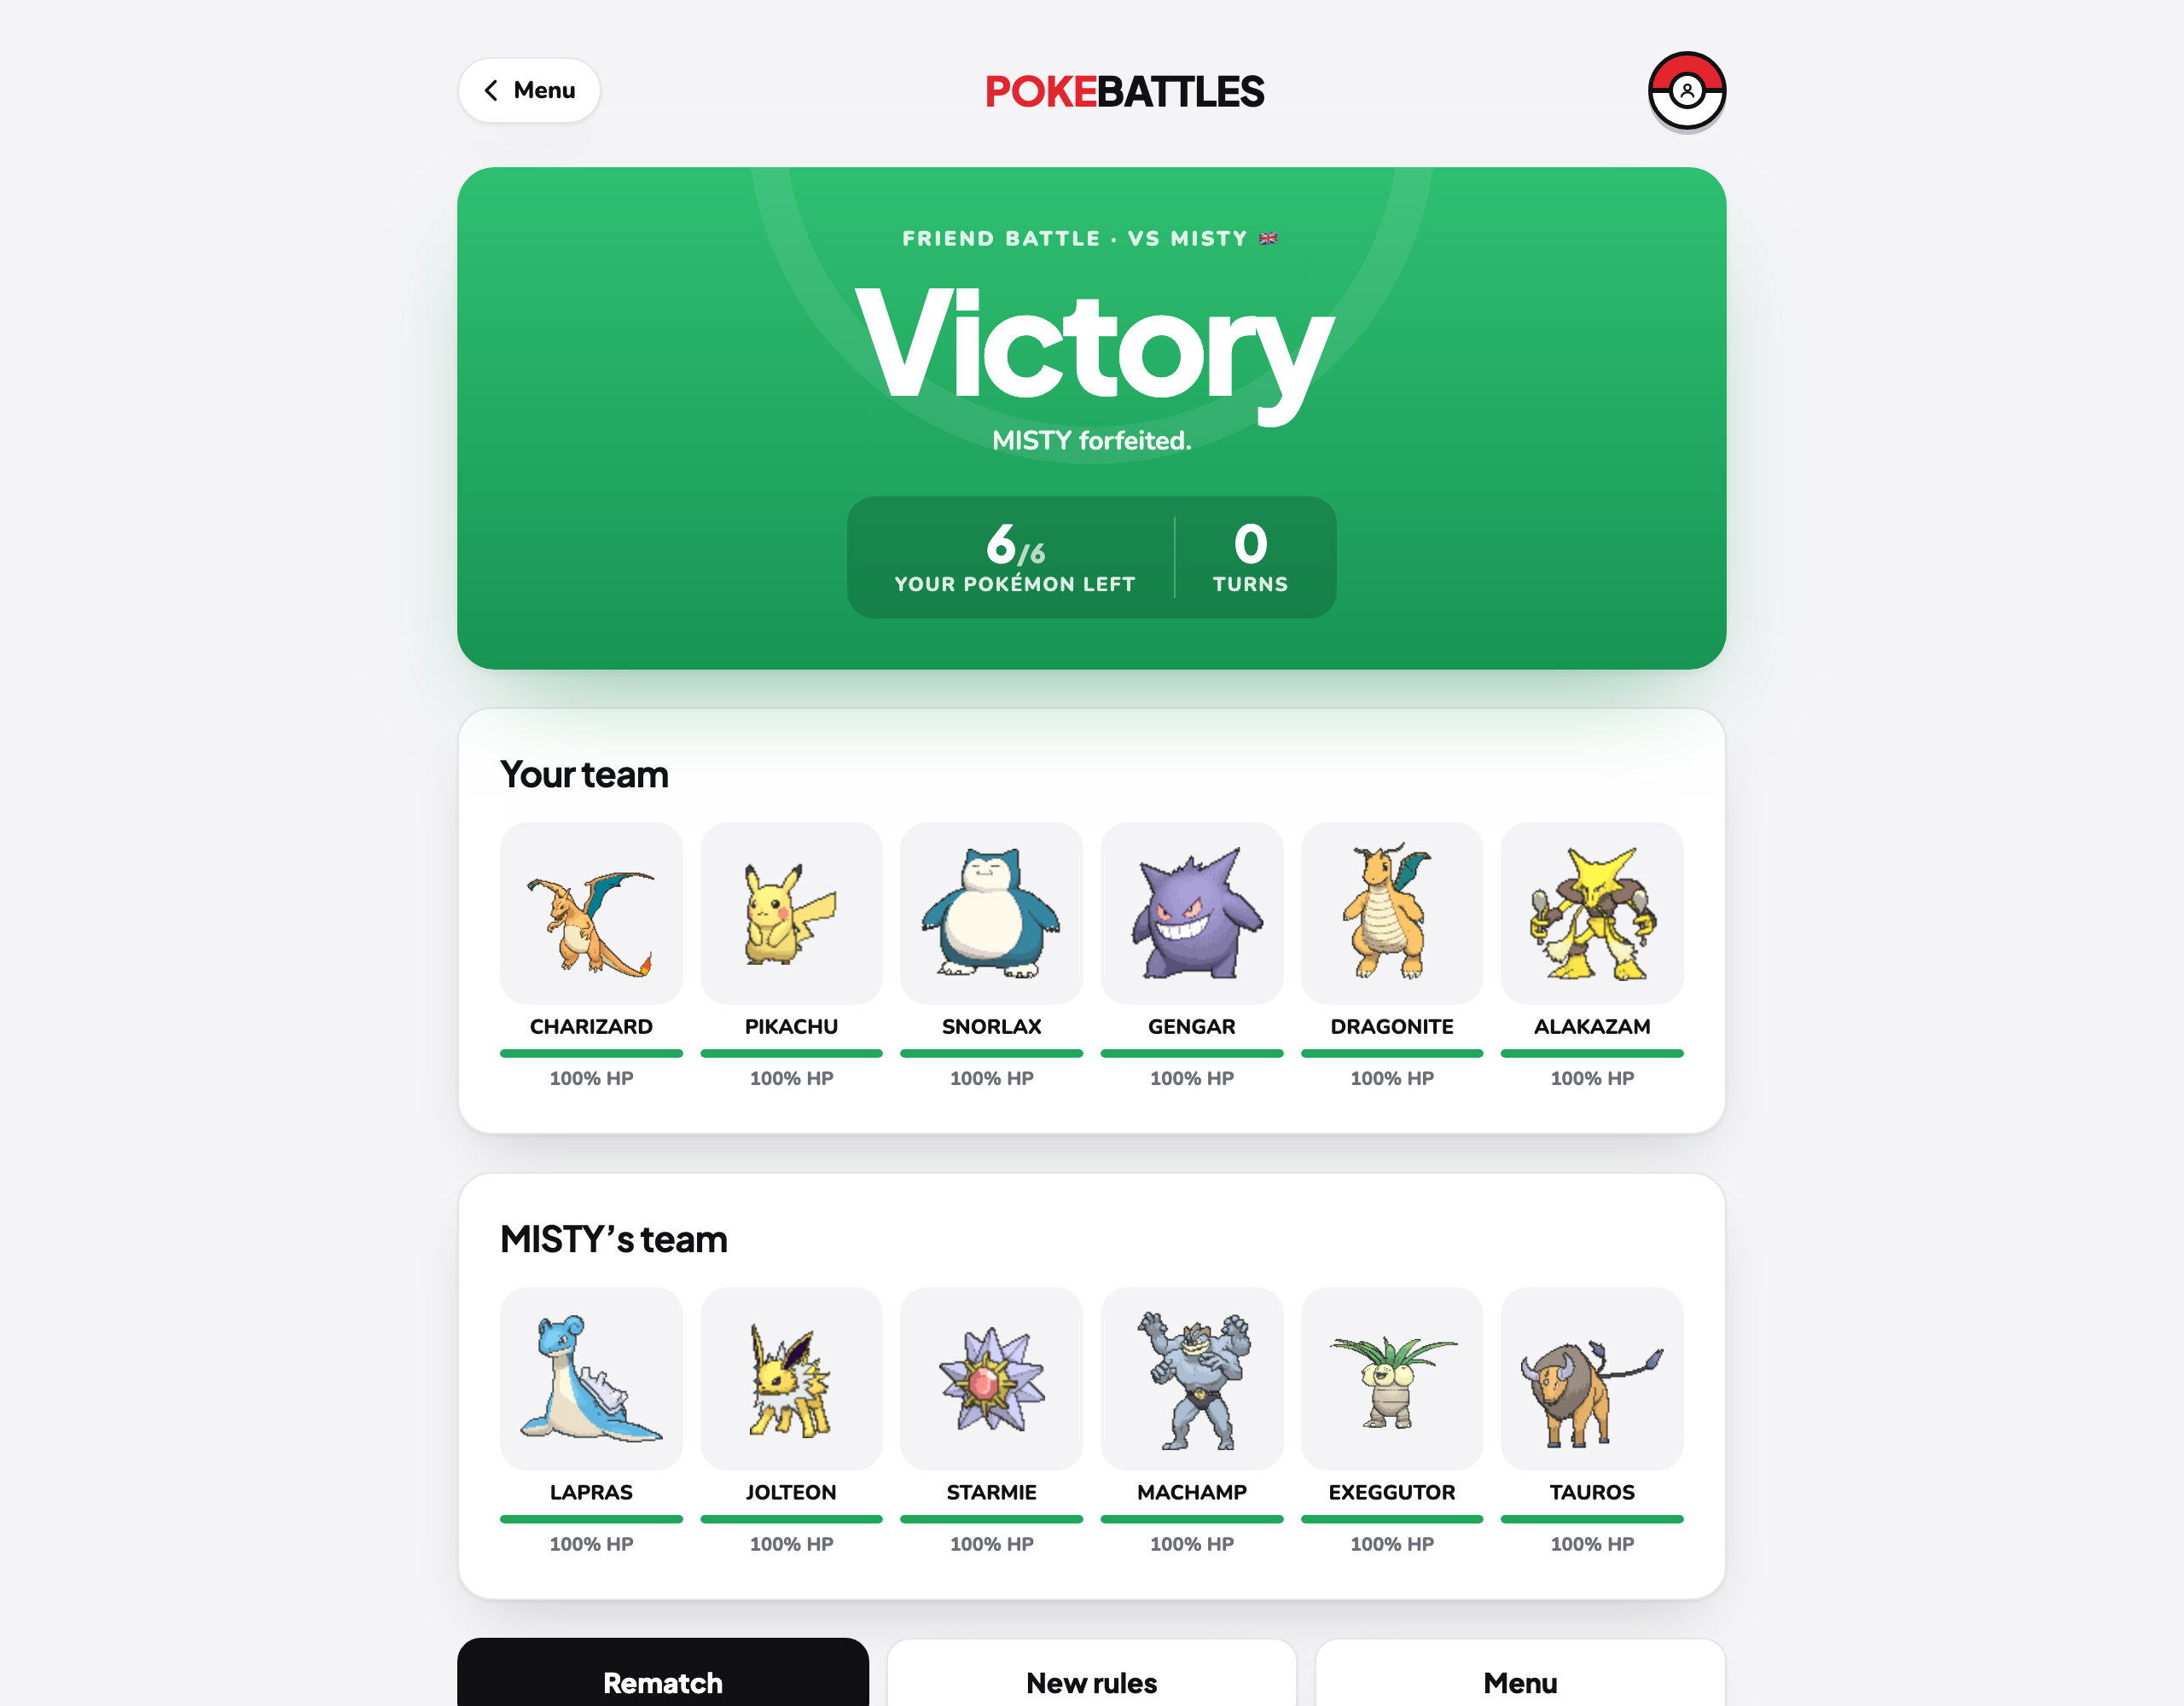 Menu
POKEBATTLES
FRIEND BATTLE · VS MISTY 🇬🇧
Victory
MISTY forfeited.
6/6
YOUR POKÉMON LEFT
0
TURNS
Your team
CHARIZARD PIKACHU SNORLAX GENGAR DRAGONITE ALAKAZAM
100% HP 100% HP 100% HP 100% HP 100% HP 100% HP
MISTY’s team
LAPRAS JOLTEON STARMIE MACHAMP EXEGGUTOR TAUROS
100% HP 100% HP 100% HP 100% HP 100% HP 100% HP
Rematch New rules Menu